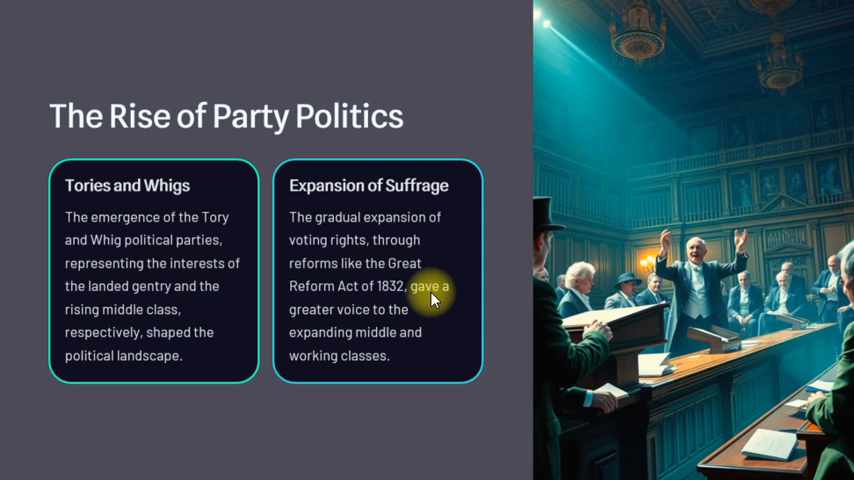 The Rise of Party Politics
Tories and Whigs
The emergence of the Tory
and Whig political parties,
representing the interests of
the landed gentry and the
rising middle class,
respectively, shaped the
political landscape.
Expansion of Suffrage
The gradual expansion of
voting rights, through
reforms like the Great
Reform Act of 1832, gave a
greater voice to the
expanding middle and
working classes.